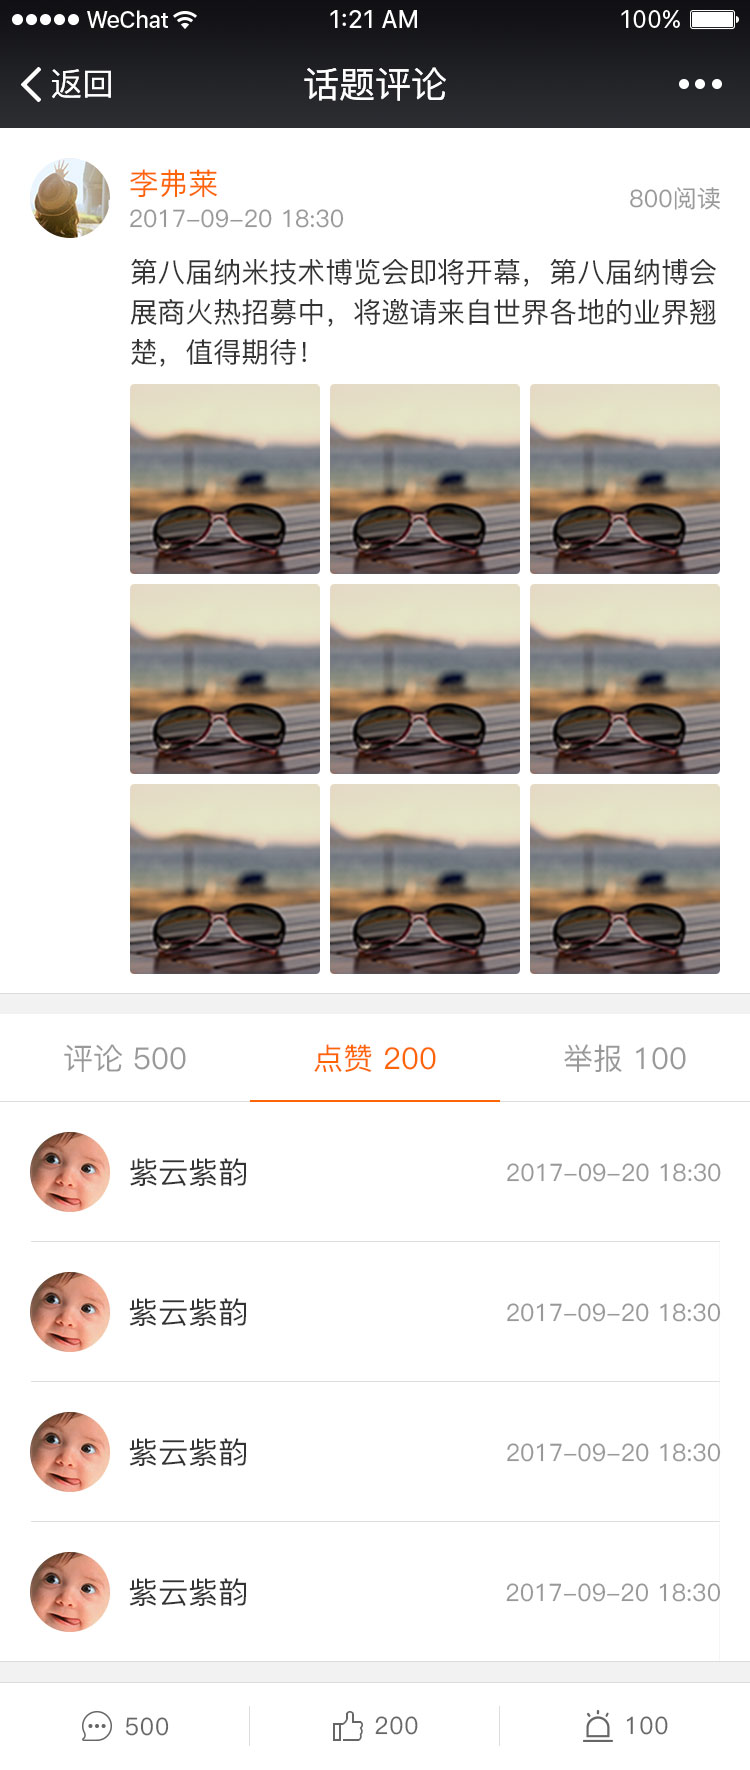 WeChat 1:21 AM 100%
返回 话题评论
李弗莱
2017-09-20 18:30
800阅读
第八届纳米技术博览会即将开幕，第八届纳博会
展商火热招募中，将邀请来自世界各地的业界翘
楚，值得期待！
评论 500 点赞 200 举报 100
紫云紫韵 2017-09-20 18:30
紫云紫韵 2017-09-20 18:30
紫云紫韵 2017-09-20 18:30
紫云紫韵 2017-09-20 18:30
500 200 100